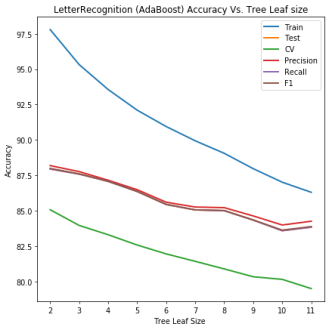 LetterRecognition (AdaBoost) Accuracy Vs. Tree Leaf size
Train
Test
CV
Precision
Recall
F1
97.5
95.0
92.5
90.0
87.5
85.0
82.5
80.0
Accuracy
2 3 4 5 6 7 8 9 10 11
Tree Leaf Size